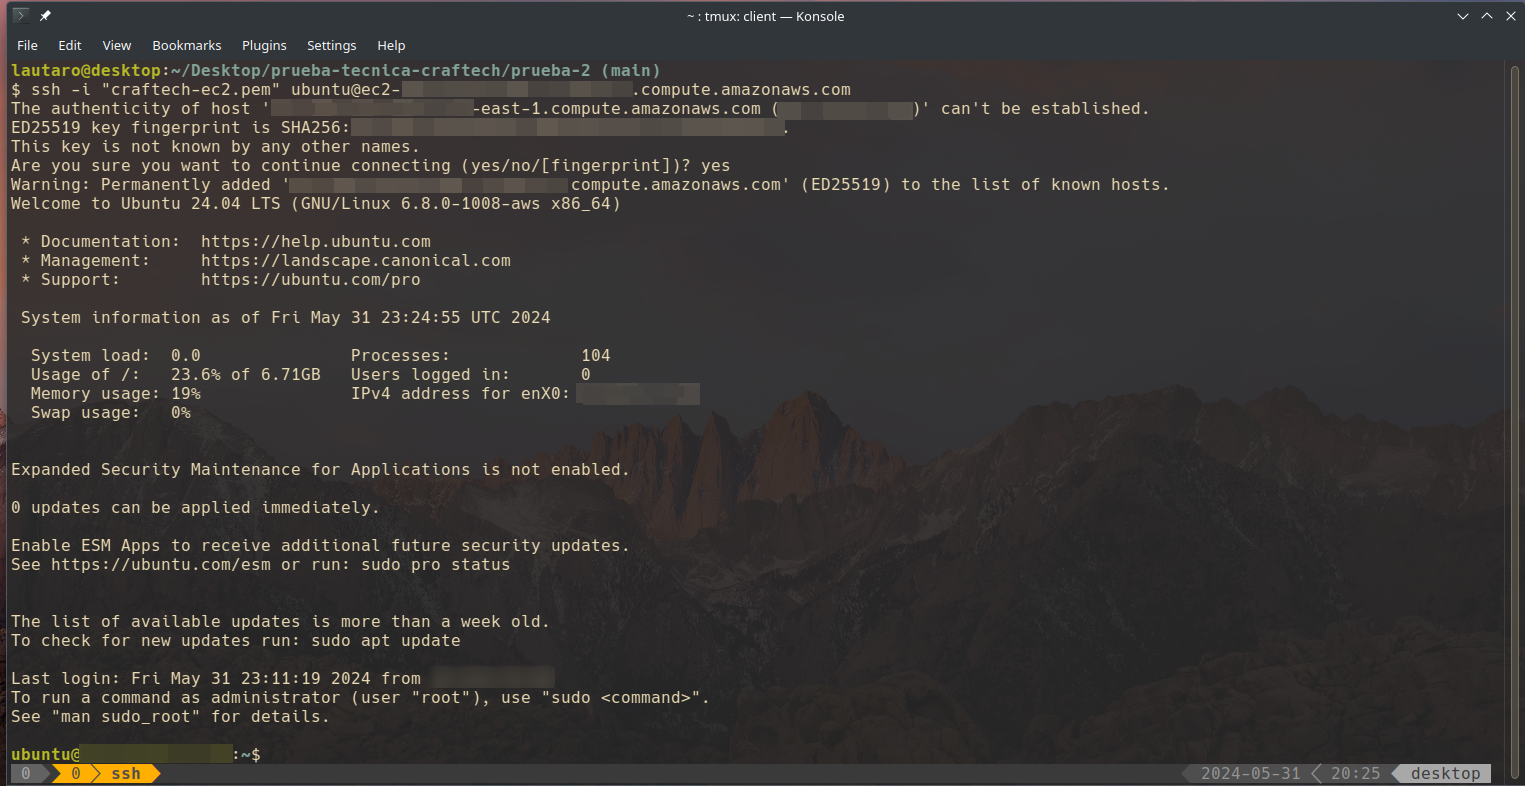 ~ : tmux: client — Konsole
File Edit View Bookmarks Plugins Settings Help
lautaro@desktop:~/Desktop/prueba-tecnica-craftech/prueba-2 (main)
$ ssh -i "craftech-ec2.pem" ubuntu@ec2- .compute.amazonaws.com
The authenticity of host ' -east-1.compute.amazonaws.com ( )' can't be established.
ED25519 key fingerprint is SHA256: .
This key is not known by any other names.
Are you sure you want to continue connecting (yes/no/[fingerprint])? yes
Warning: Permanently added ' compute.amazonaws.com' (ED25519) to the list of known hosts.
Welcome to Ubuntu 24.04 LTS (GNU/Linux 6.8.0-1008-aws x86_64)
* Documentation: https://help.ubuntu.com
* Management: https://landscape.canonical.com
* Support: https://ubuntu.com/pro
System information as of Fri May 31 23:24:55 UTC 2024
System load: 0.0 Processes: 104
Usage of /: 23.6% of 6.71GB Users logged in: 0
Memory usage: 19% IPv4 address for enX0:
Swap usage: 0%
Expanded Security Maintenance for Applications is not enabled.
0 updates can be applied immediately.
Enable ESM Apps to receive additional future security updates.
See https://ubuntu.com/esm or run: sudo pro status
The list of available updates is more than a week old.
To check for new updates run: sudo apt update
Last login: Fri May 31 23:11:19 2024 from
To run a command as administrator (user "root"), use "sudo <command>".
See "man sudo_root" for details.
ubuntu@ :~$
0 0 ssh 2024-05-31 20:25 desktop